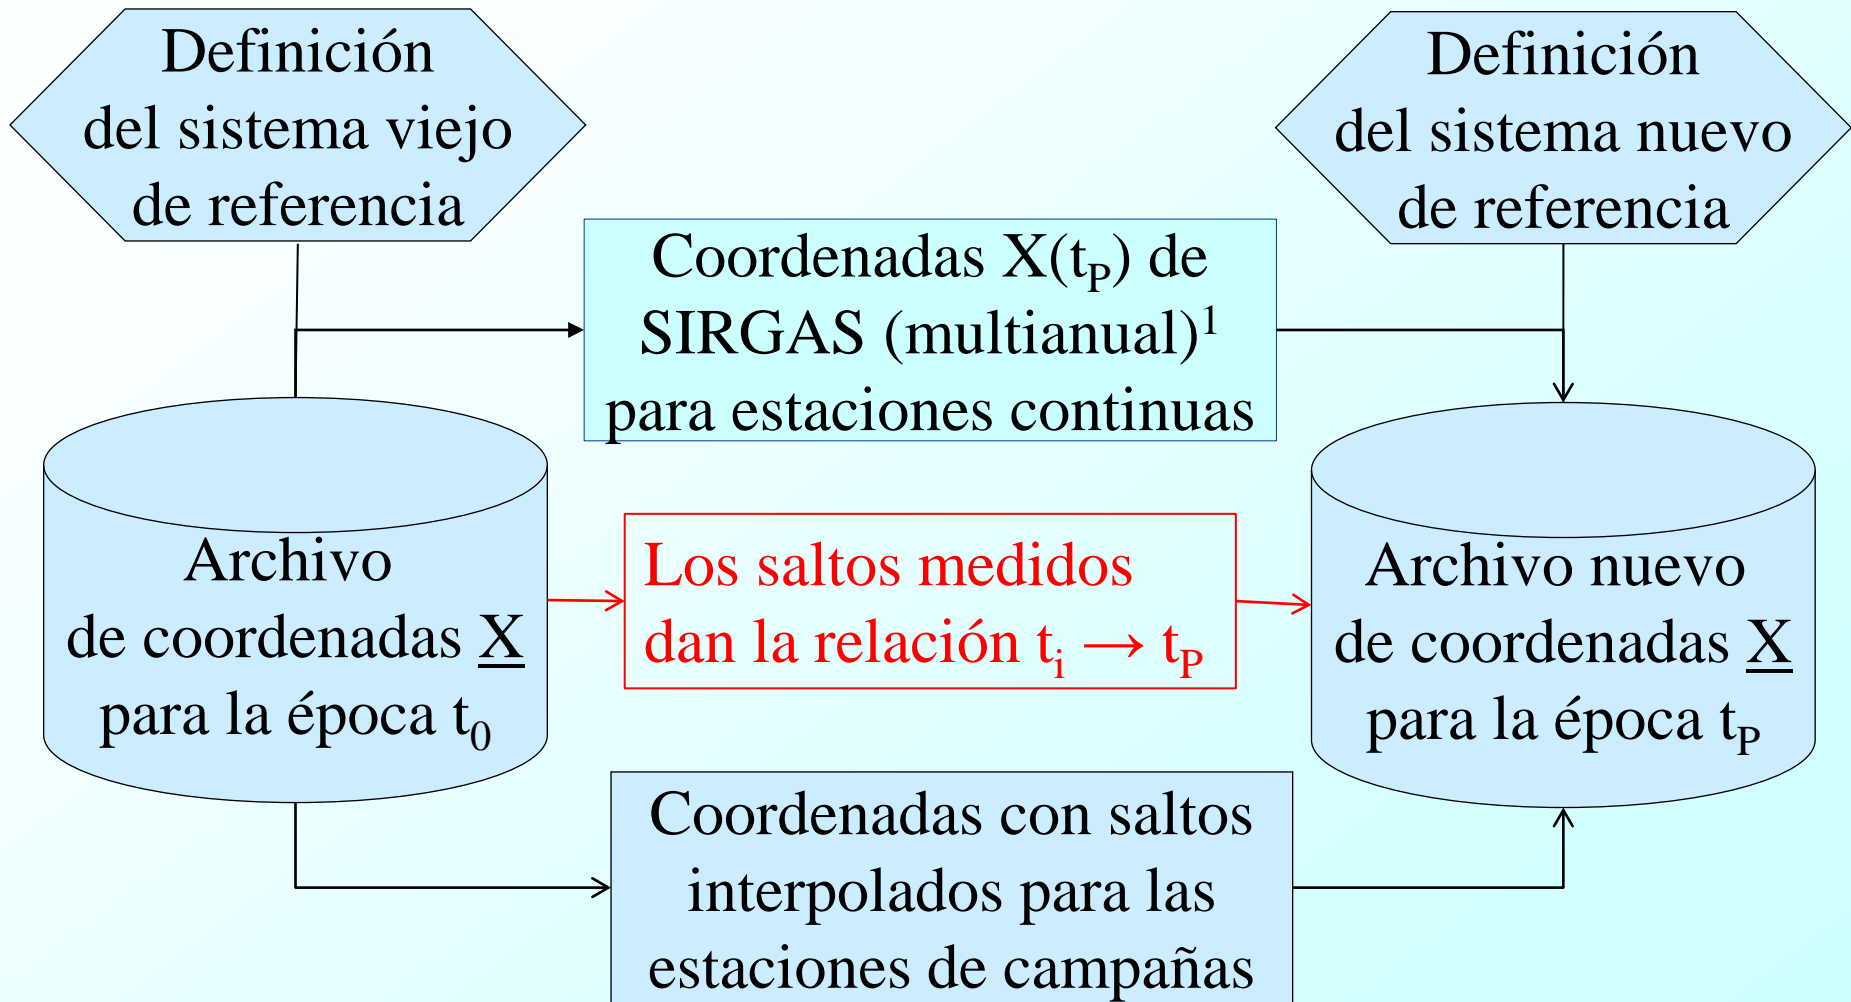 Definición
del sistema viejo
de referencia
Definición
del sistema nuevo
de referencia
Coordenadas X(tP) de
SIRGAS (multianual)¹
para estaciones continuas
Archivo
de coordenadas X
para la época t0
Los saltos medidos
dan la relación ti → tP
Archivo nuevo
de coordenadas X
para la época tP
Coordenadas con saltos
interpolados para las
estaciones de campañas